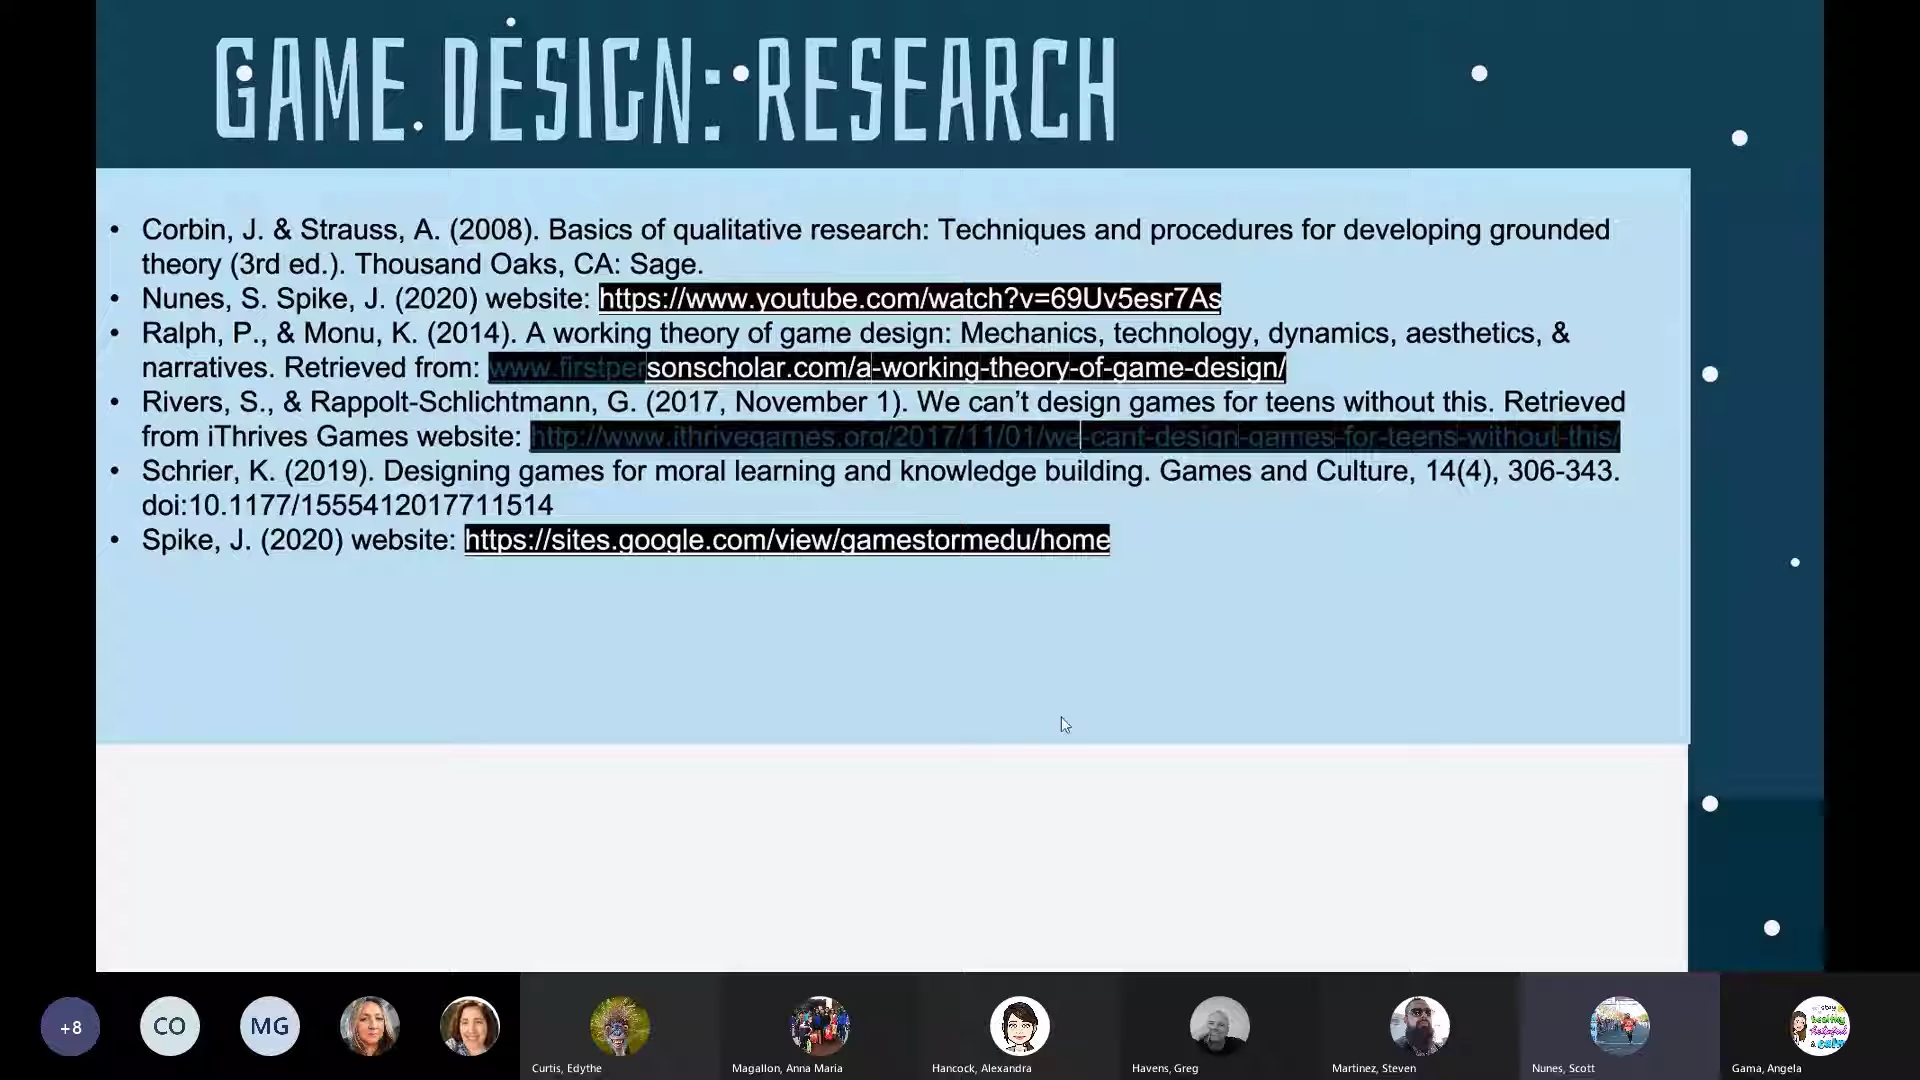 GAME DESIGN: RESEARCH
• Corbin, J. & Strauss, A. (2008). Basics of qualitative research: Techniques and procedures for developing grounded
theory (3rd ed.). Thousand Oaks, CA: Sage.
• Nunes, S. Spike, J. (2020) website: https://www.youtube.com/watch?v=69Uv5esr7As
• Ralph, P., & Monu, K. (2014). A working theory of game design: Mechanics, technology, dynamics, aesthetics, &
narratives. Retrieved from: www.firstpersonscholar.com/a-working-theory-of-game-design/
• Rivers, S., & Rappolt-Schlichtmann, G. (2017, November 1). We can’t design games for teens without this. Retrieved
from iThrives Games website: http://www.ithrivegames.org/2017/11/01/we-cant-design-games-for-teens-without-this/
• Schrier, K. (2019). Designing games for moral learning and knowledge building. Games and Culture, 14(4), 306-343.
doi:10.1177/1555412017711514
• Spike, J. (2020) website: https://sites.google.com/view/gamestormedu/home
+8
CO
MG
Curtis, Edythe
Magallon, Anna Maria
Hancock, Alexandra
Havens, Greg
Martinez, Steven
Nunes, Scott
Gama, Angela
stay
healthy
hopeful
& calm